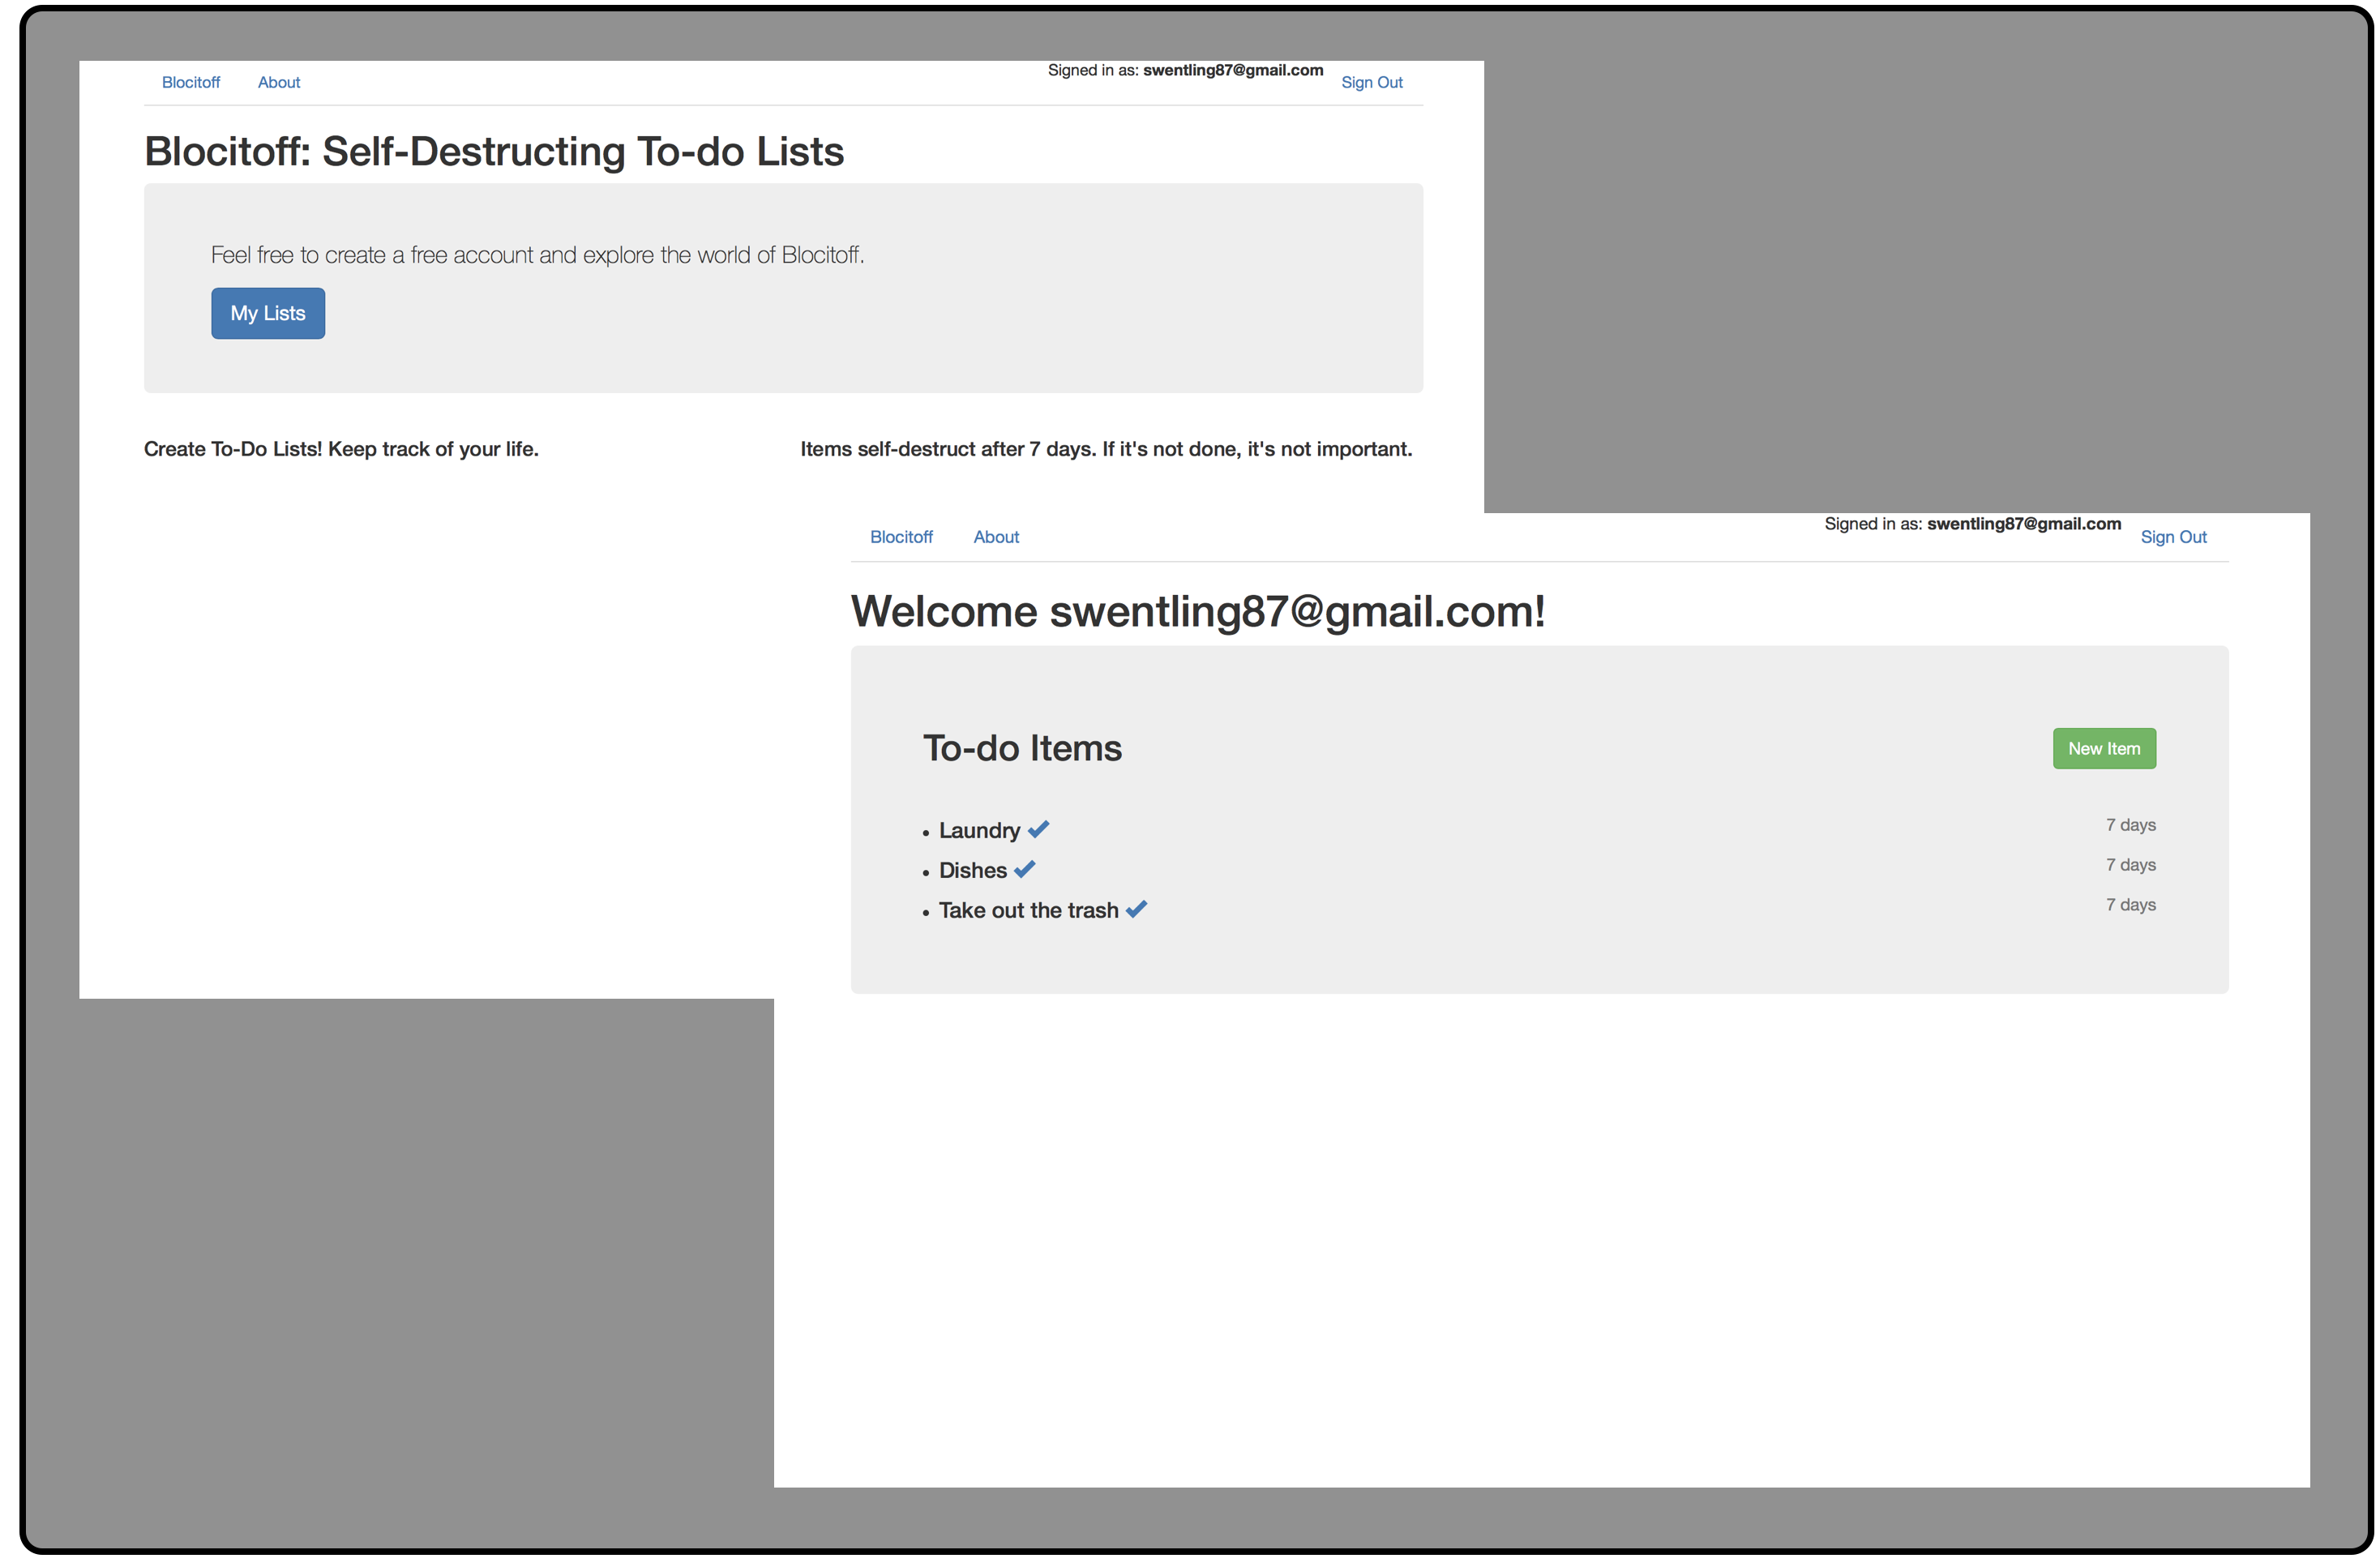 Blocitoff About Signed in as: swentling87@gmail.com Sign Out
Blocitoff: Self-Destructing To-do Lists
Feel free to create a free account and explore the world of Blocitoff.
My Lists
Create To-Do Lists! Keep track of your life. Items self-destruct after 7 days. If it's not done, it's not important.
Blocitoff About Signed in as: swentling87@gmail.com Sign Out
Welcome swentling87@gmail.com!
To-do Items New Item
Laundry 7 days
Dishes 7 days
Take out the trash 7 days